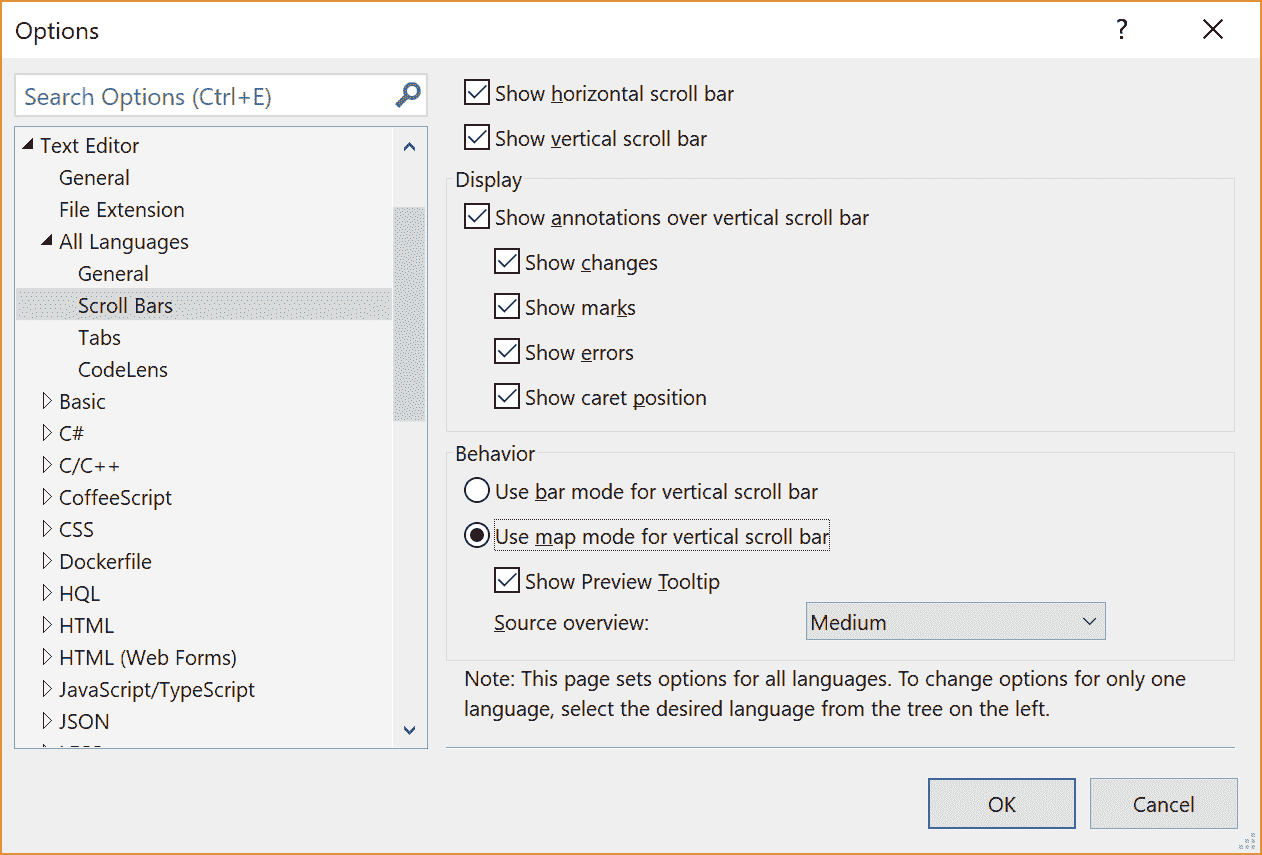 Options
?
Search Options (Ctrl+E)
Text Editor
General
File Extension
All Languages
General
Scroll Bars
Tabs
CodeLens
Basic
C#
C/C++
CoffeeScript
CSS
Dockerfile
HQL
HTML
HTML (Web Forms)
JavaScript/TypeScript
JSON
Show horizontal scroll bar
Show vertical scroll bar
Display
Show annotations over vertical scroll bar
Show changes
Show marks
Show errors
Show caret position
Behavior
Use bar mode for vertical scroll bar
Use map mode for vertical scroll bar
Show Preview Tooltip
Source overview: Medium
Note: This page sets options for all languages. To change options for only one
language, select the desired language from the tree on the left.
OK Cancel